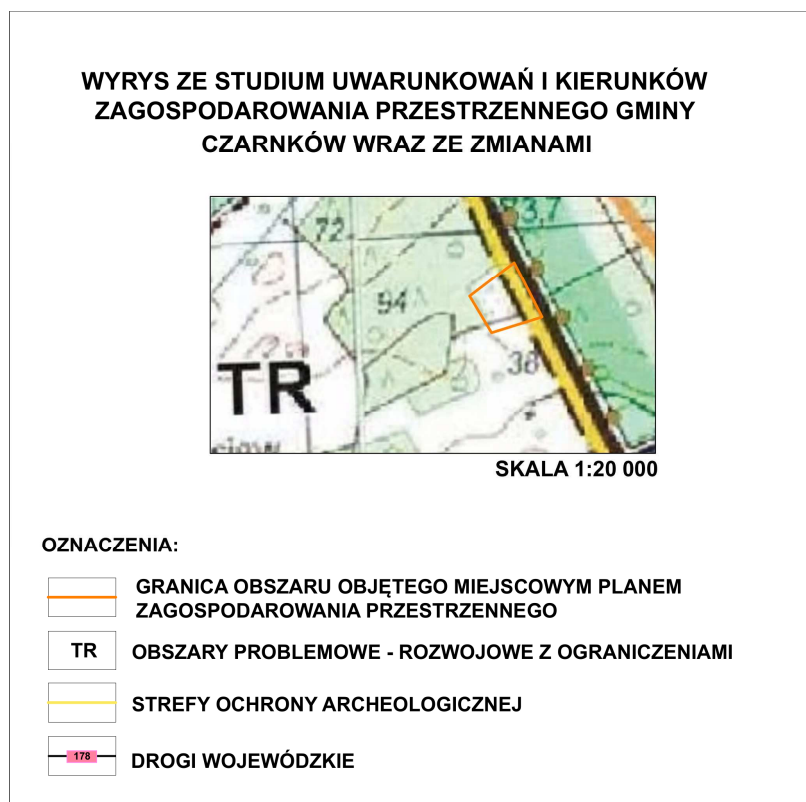 WYRYS ZE STUDIUM UWARUNKOWAŃ I KIERUNKÓW
ZAGOSPODAROWANIA PRZESTRZENNEGO GMINY
CZARNKÓW WRAZ ZE ZMIANAMI
72
94
38
TR
SKALA 1:20 000
OZNACZENIA:
GRANICA OBSZARU OBJĘTEGO MIEJSCOWYM PLANEM
ZAGOSPODAROWANIA PRZESTRZENNEGO
TR OBSZARY PROBLEMOWE - ROZWOJOWE Z OGRANICZENIAMI
STREFY OCHRONY ARCHEOLOGICZNEJ
178 DROGI WOJEWÓDZKIE